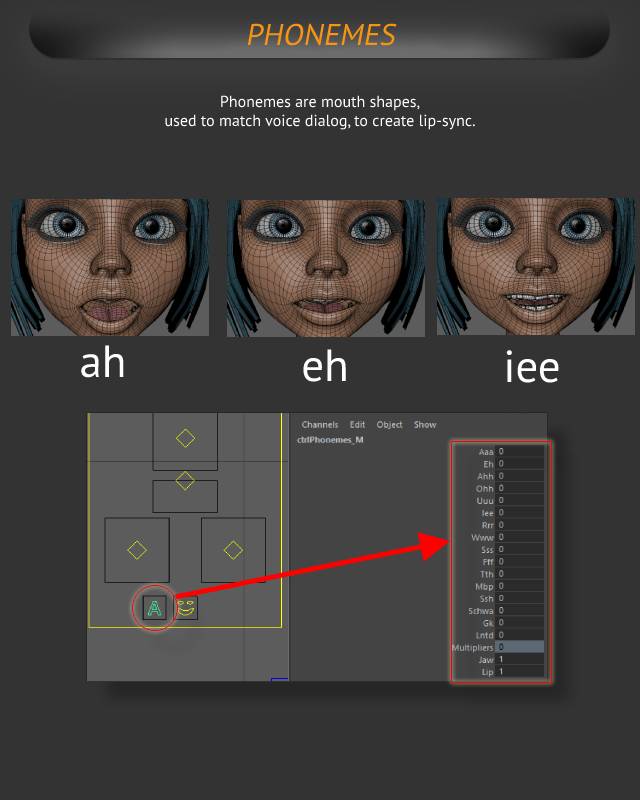 PHONEMES
Phonemes are mouth shapes,
used to match voice dialog, to create lip-sync.
ah
eh
iee
Channels Edit Object Show
ctrlPhonemes_M
Aaa 0
Eh 0
Ahh 0
Ohh 0
Uuu 0
Iee 0
Rrr 0
Www 0
Sss 0
Fff 0
Tth 0
Mbp 0
Ssh 0
Schwa 0
Gk 0
Lntd 0
Multipliers 0
Jaw 1
Lip 1
A